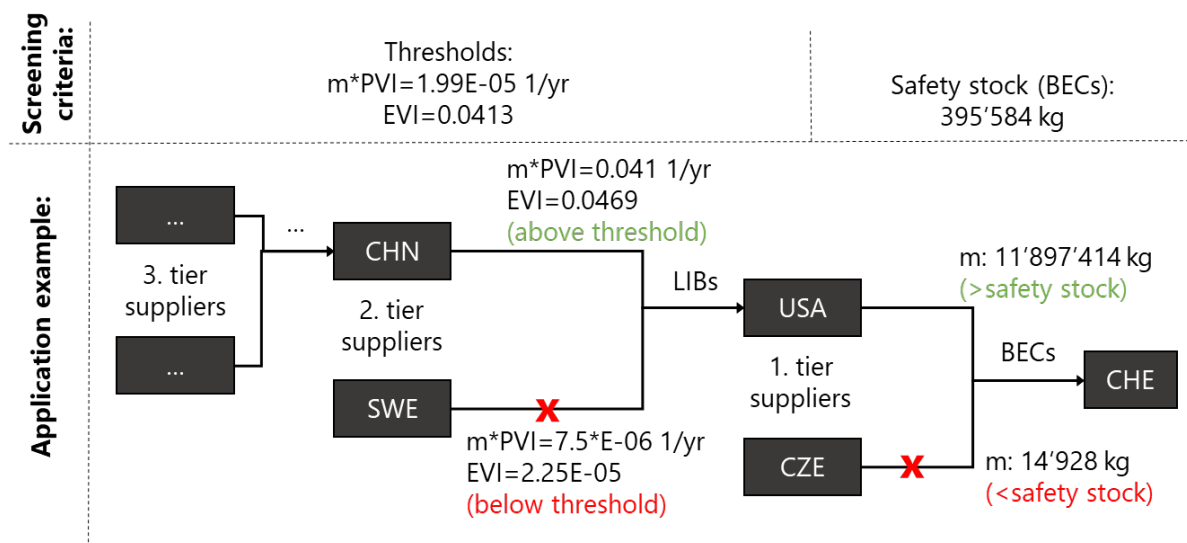 Screening
criteria:
Thresholds:
m*PVI=1.99E-05 1/yr
EVI=0.0413
Safety stock (BECs):
395’584 kg
Application example:
...
...
3. tier
suppliers
...
CHN
2. tier
suppliers
SWE
m*PVI=0.041 1/yr
EVI=0.0469
(above threshold)
m*PVI=7.5*E-06 1/yr
EVI=2.25E-05
(below threshold)
LIBs
USA
1. tier
suppliers
CZE
m: 11’897’414 kg
(>safety stock)
BECs
CHE
m: 14’928 kg
(<safety stock)